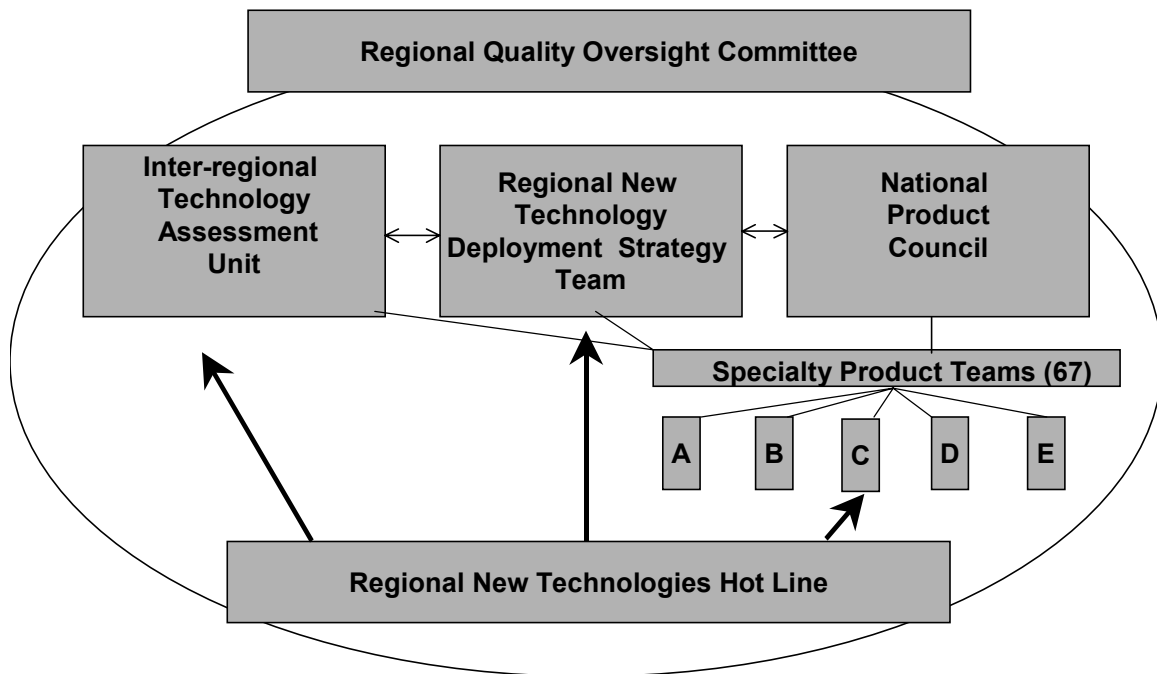 Regional Quality Oversight Committee
Inter-regional
Technology
Assessment
Unit
Regional New
Technology
Deployment Strategy
Team
National
Product
Council
Specialty Product Teams (67)
A
B
C
D
E
Regional New Technologies Hot Line